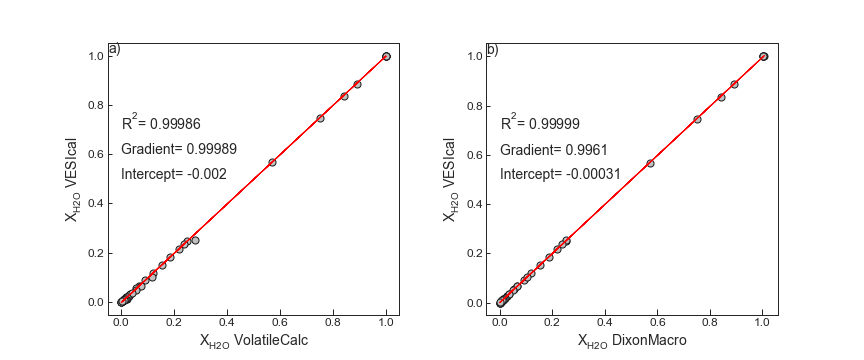 a)
1.0
0.8
0.6
0.4
0.2
0.0
X_H2O VESIcal
R²= 0.99986
Gradient= 0.99989
Intercept= -0.002
0.0 0.2 0.4 0.6 0.8 1.0
X_H2O VolatileCalc
b)
1.0
0.8
0.6
0.4
0.2
0.0
X_H2O VESIcal
R²= 0.99999
Gradient= 0.9961
Intercept= -0.00031
0.0 0.2 0.4 0.6 0.8 1.0
X_H2O DixonMacro